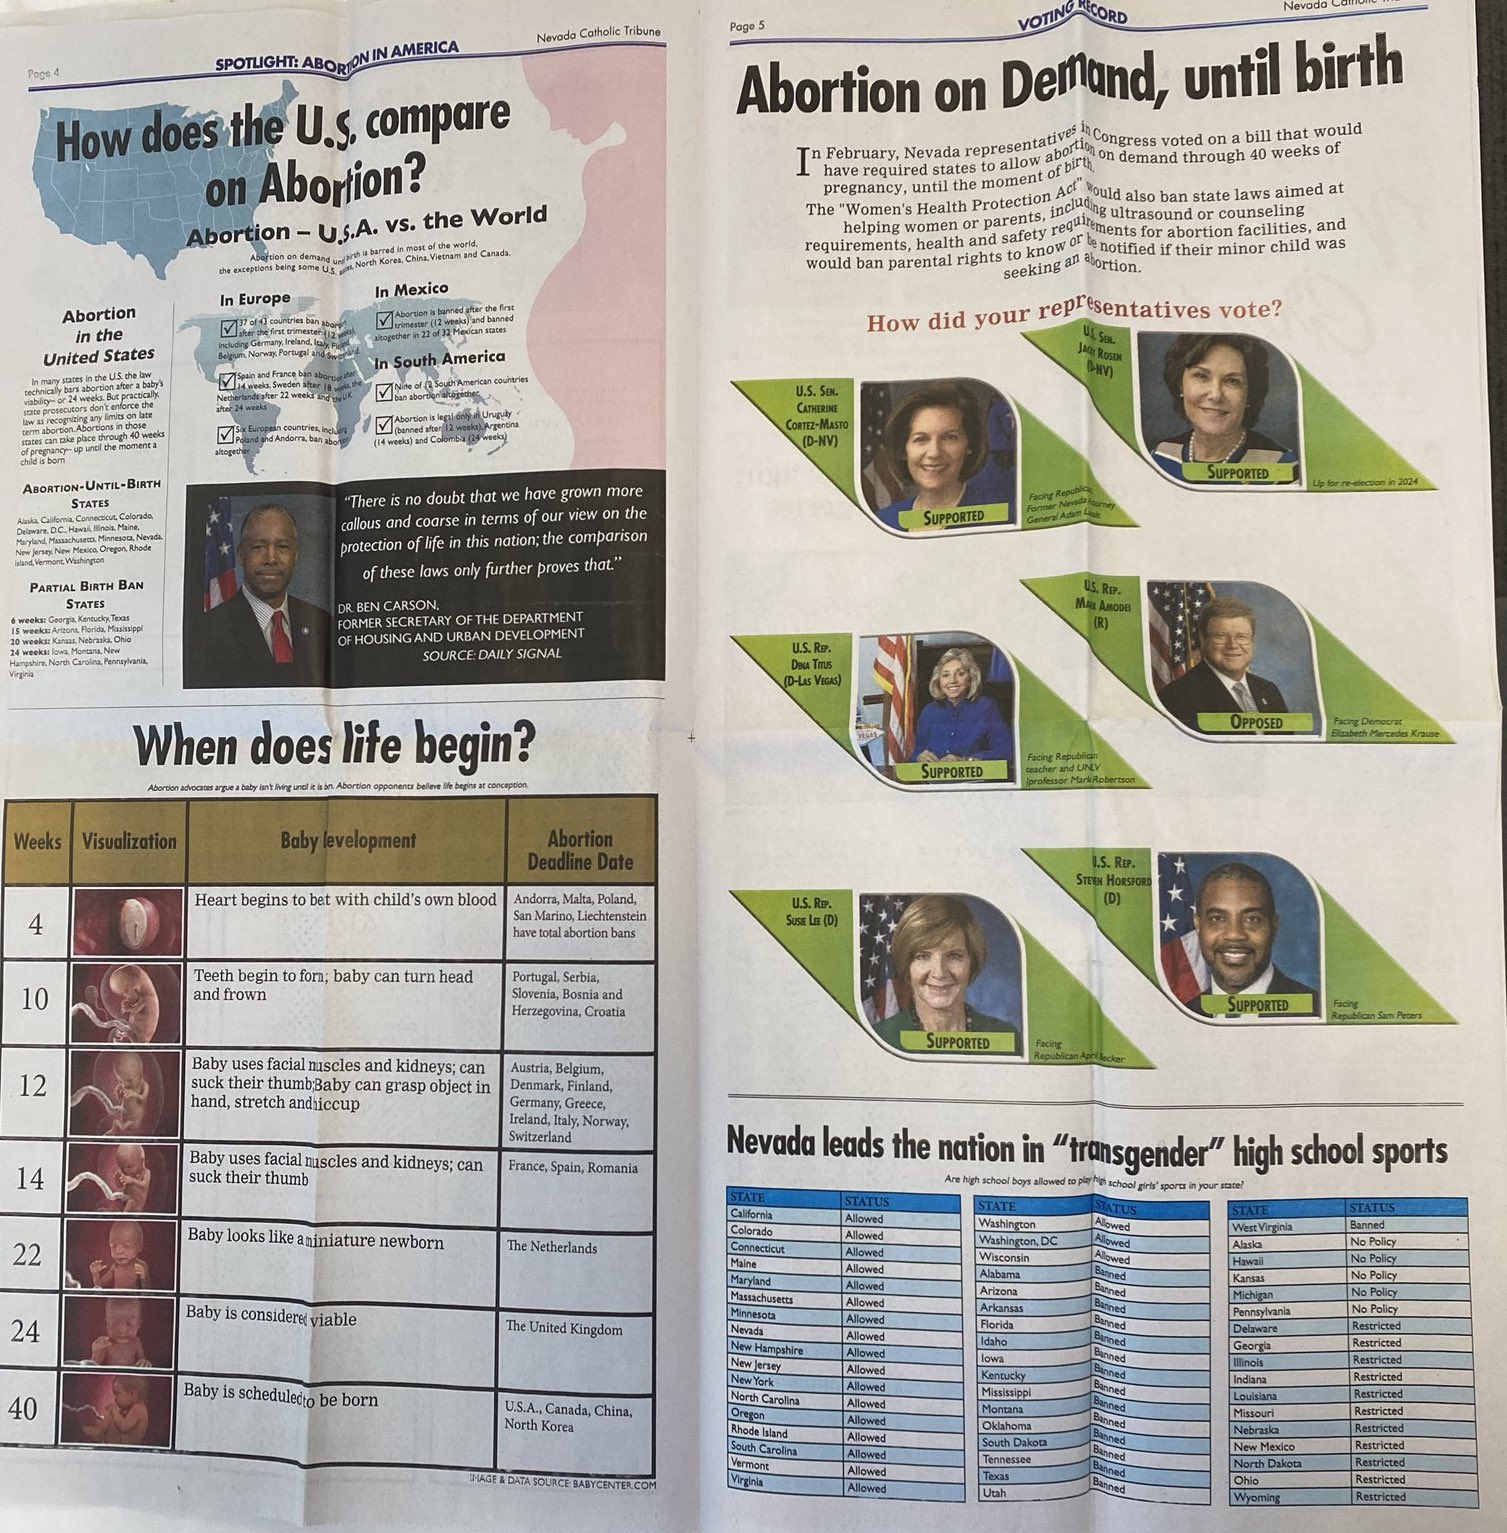 Page 4
SPOTLIGHT: ABORTION IN AMERICA
Nevada Catholic Tribune
How does the U.S. compare
on Abortion?
Abortion – U.S.A. vs. the World
Abortion on demand until birth is barred in most of the world,
the exceptions being some U.S. states, North Korea, China, Vietnam and Canada.
Abortion
in the
United States
In many states in the U.S. the law
technically bars abortion after a baby's
viability– or 24 weeks. But practically,
state prosecutors don't enforce the
law as recognizing any limits on late
term abortion. Abortions in those
states can take place through 40 weeks
of pregnancy– up until the moment a
child is born
ABORTION-UNTIL-BIRTH
STATES
Alaska, California, Connecticut, Colorado,
Delaware, D.C., Hawaii, Illinois, Maine,
Maryland, Massachusetts, Minnesota, Nevada,
New Jersey, New Mexico, Oregon, Rhode
Island, Vermont, Washington
PARTIAL BIRTH BAN
STATES
6 weeks: Georgia, Kentucky, Texas
15 weeks: Arizona, Florida, Mississippi
20 weeks: Kansas, Nebraska, Ohio
24 weeks: Iowa, Montana, New
Hampshire, North Carolina, Pennsylvania,
Virginia
In Europe
37 of 43 countries ban abortion
after the first trimester (12 weeks),
including Germany, Ireland, Italy, Finland
Belgium, Norway, Portugal and Switzerland
Spain and France ban abortion after
14 weeks, Sweden after 18 weeks, the
Netherlands after 22 weeks and the U.K.
after 24 weeks
Six European countries, including
Poland and Andorra, ban abortion
altogether
In Mexico
Abortion is banned after the first
trimester (12 weeks) and banned
altogether in 22 of 32 Mexican states
In South America
Nine of 12 South American countries
ban abortion altogether
Abortion is legal only in Uruguay
(banned after 12 weeks), Argentina
(14 weeks) and Colombia (24 weeks)
"There is no doubt that we have grown more
callous and coarse in terms of our view on the
protection of life in this nation; the comparison
of these laws only further proves that."
DR. BEN CARSON,
FORMER SECRETARY OF THE DEPARTMENT
OF HOUSING AND URBAN DEVELOPMENT
SOURCE: DAILY SIGNAL
When does life begin?
Abortion advocates argue a baby isn't living until it is bn. Abortion opponents believe life begins at conception.
Weeks Visualization Baby evelopment Abortion
Deadline Date
4 Heart begins to bet with child's own blood Andorra, Malta, Poland,
San Marino, Liechtenstein
have total abortion bans
10 Teeth begin to form; baby can turn head
and frown
Portugal, Serbia,
Slovenia, Bosnia and
Herzegovina, Croatia
12 Baby uses facial muscles and kidneys; can
suck their thumb;Baby can grasp object in
hand, stretch and hiccup
Austria, Belgium,
Denmark, Finland,
Germany, Greece,
Ireland, Italy, Norway,
Switzerland
14 Baby uses facial muscles and kidneys; can
suck their thumb
France, Spain, Romania
22 Baby looks like a miniature newborn The Netherlands
24 Baby is considered viable The United Kingdom
40 Baby is scheduled to be born U.S.A., Canada, China,
North Korea
IMAGE & DATA SOURCE: BABYCENTER.COM
Page 5
VOTING RECORD
Nevada Catholic
Abortion on Demand, until birth
In February, Nevada representatives in Congress voted on a bill that would
have required states to allow abortion on demand through 40 weeks of
pregnancy, until the moment of birth.
The "Women's Health Protection Act" would also ban state laws aimed at
helping women or parents, including ultrasound or counseling
requirements, health and safety requirements for abortion facilities, and
would ban parental rights to know or be notified if their minor child was
seeking an abortion.
How did your representatives vote?
U.S. SEN.
CATHERINE
CORTEZ-MASTO
(D-NV)
SUPPORTED
Facing Republican
Former Nevada Attorney
General Adam Laxalt
U.S. SEN.
JACKY ROSEN
(D-NV)
SUPPORTED
Up for re-election in 2024
U.S. REP.
DINA TITUS
(D-LAS VEGAS)
VEGAS
SUPPORTED
Facing Republican
teacher and UNLV
professor Mark Robertson
U.S. REP.
MARK AMODEI
(R)
OPPOSED
Facing Democrat
Elizabeth Mercedes Krause
U.S. REP.
SUSIE LEE (D)
SUPPORTED
Facing
Republican April Becker
U.S. REP.
STEVEN HORSFORD
(D)
SUPPORTED
Facing
Republican Sam Peters
Nevada leads the nation in "transgender" high school sports
Are high school boys allowed to play high school girls' sports in your state?
STATE STATUS
California Allowed
Colorado Allowed
Connecticut Allowed
Maine Allowed
Maryland Allowed
Massachusetts Allowed
Minnesota Allowed
Nevada Allowed
New Hampshire Allowed
New Jersey Allowed
New York Allowed
North Carolina Allowed
Oregon Allowed
Rhode Island Allowed
South Carolina Allowed
Vermont Allowed
Virginia Allowed
STATE STATUS
Washington Allowed
Washington, DC Allowed
Wisconsin Allowed
Alabama Banned
Arizona Banned
Arkansas Banned
Florida Banned
Idaho Banned
Iowa Banned
Kentucky Banned
Mississippi Banned
Montana Banned
Oklahoma Banned
South Dakota Banned
Tennessee Banned
Texas Banned
Utah Banned
STATE STATUS
West Virginia Banned
Alaska No Policy
Hawaii No Policy
Kansas No Policy
Michigan No Policy
Pennsylvania No Policy
Delaware Restricted
Georgia Restricted
Illinois Restricted
Indiana Restricted
Louisiana Restricted
Missouri Restricted
Nebraska Restricted
New Mexico Restricted
North Dakota Restricted
Ohio Restricted
Wyoming Restricted